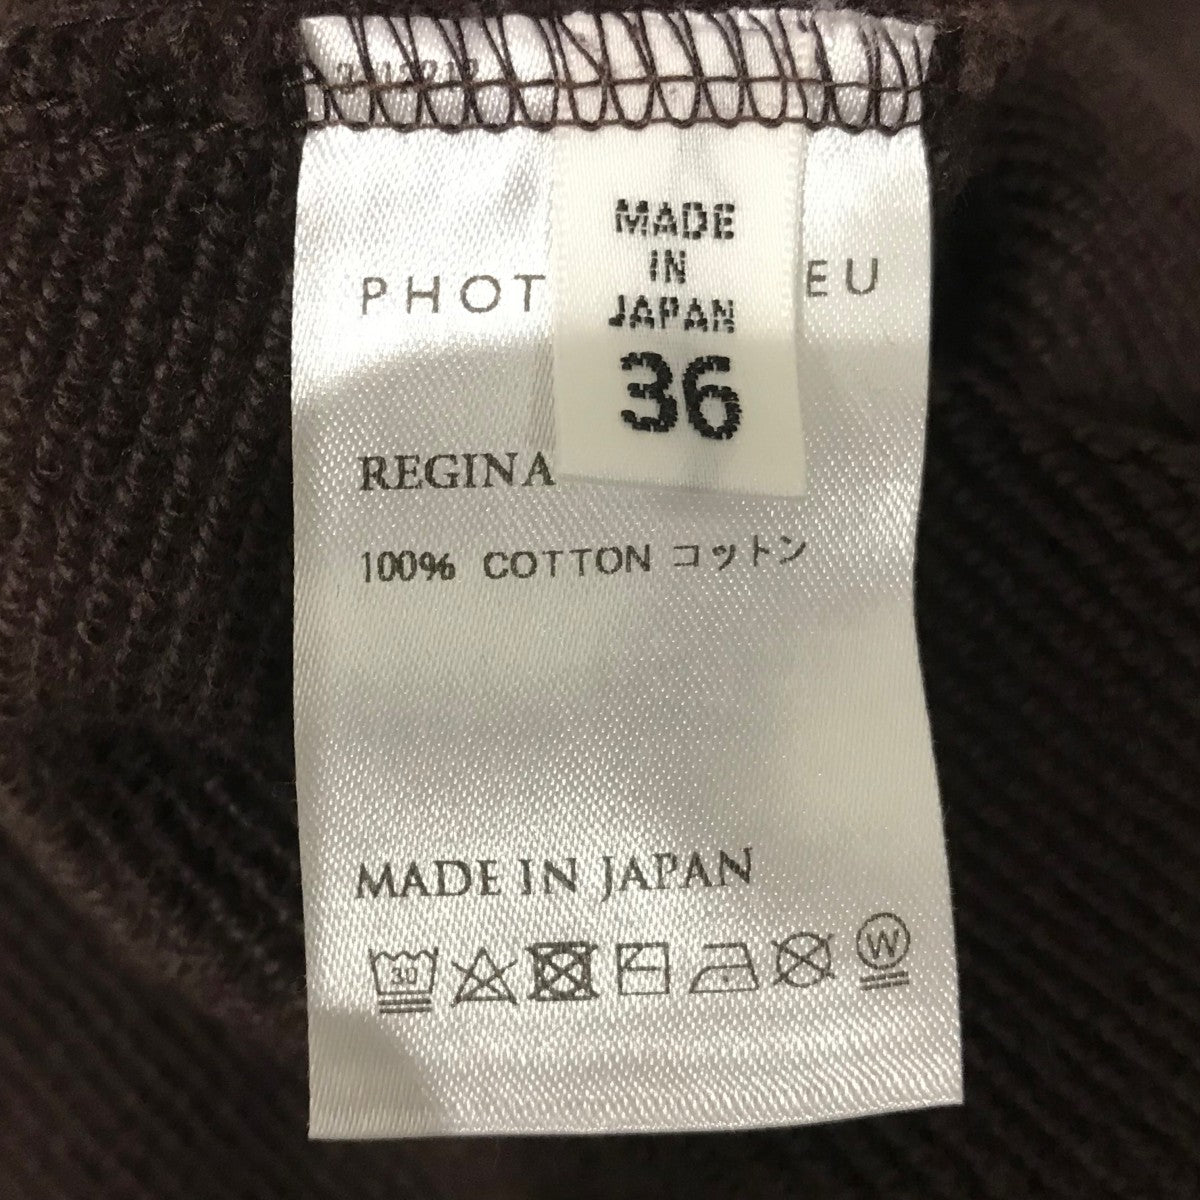 MADE
IN
JAPAN
36
PHOT EU
REGINA
100% COTTON コットン
MADE IN JAPAN
30
W